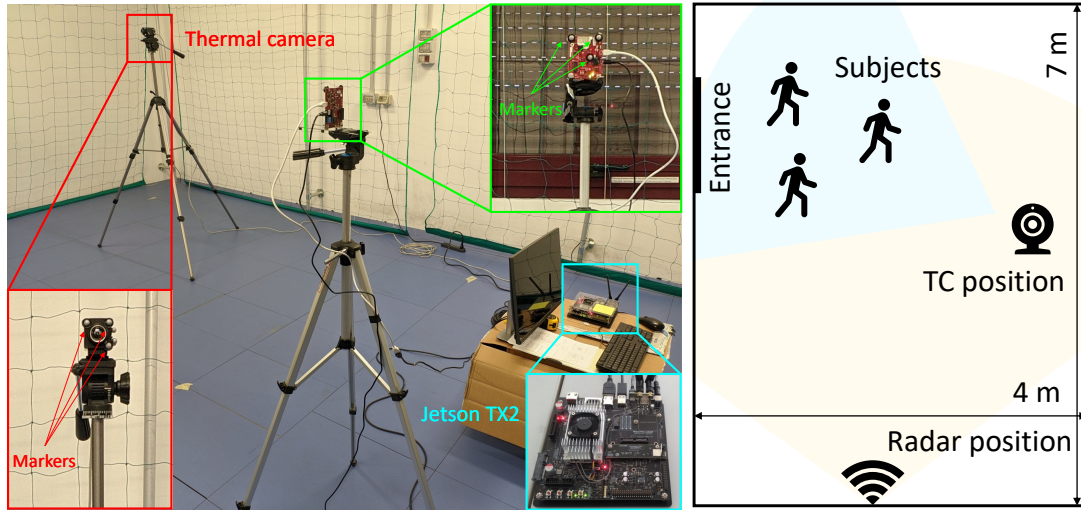 Thermal camera
Markers
Markers
Jetson TX2
Entrance
Subjects
7 m
TC position
4 m
Radar position